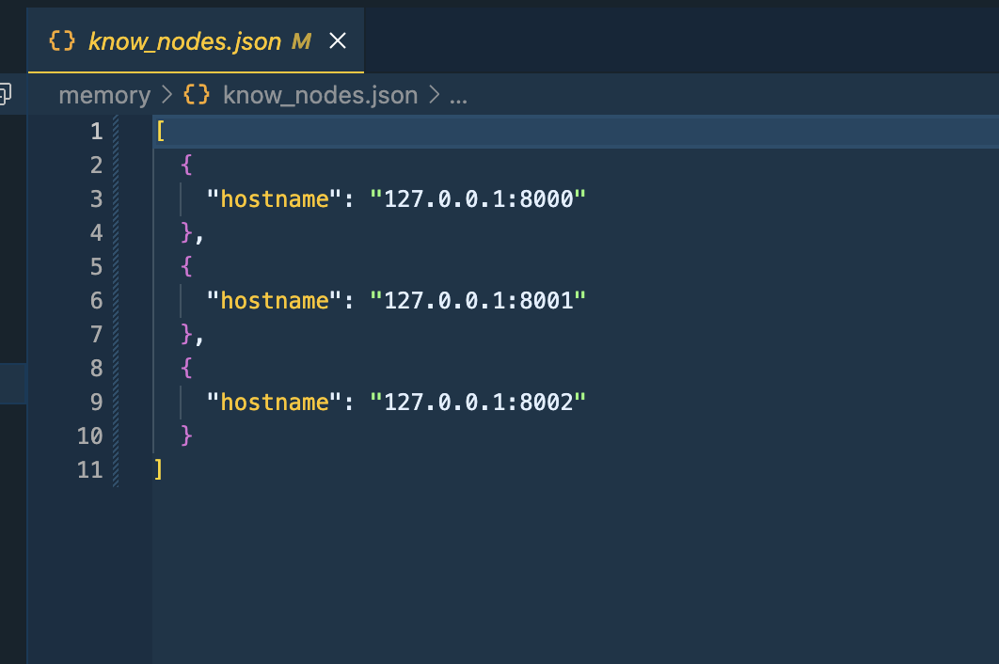 know_nodes.json M
memory > know_nodes.json > ...
1 [
2 {
3 "hostname": "127.0.0.1:8000"
4 },
5 {
6 "hostname": "127.0.0.1:8001"
7 },
8 {
9 "hostname": "127.0.0.1:8002"
10 }
11 ]